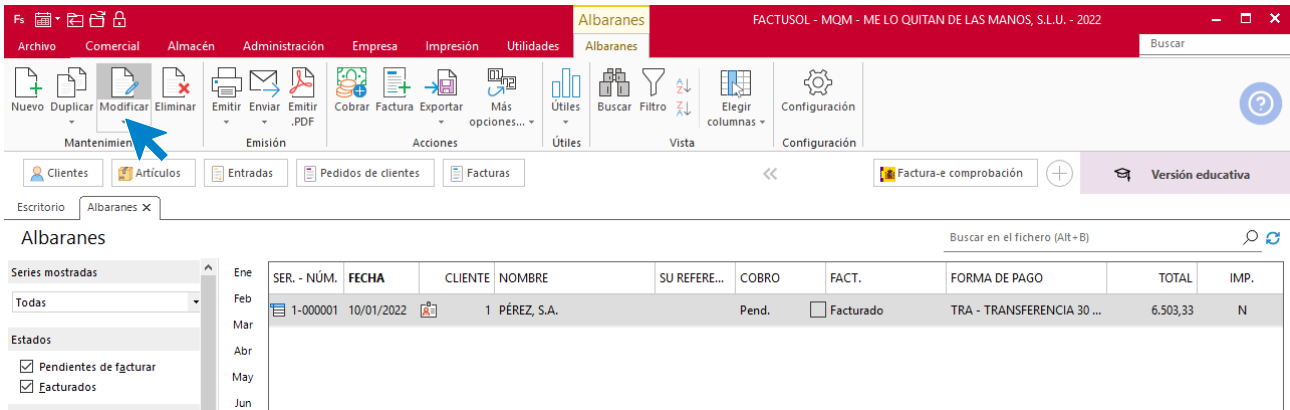 Fs Albaranes FACTUSOL - MQM - ME LO QUITAN DE LAS MANOS, S.L.U. - 2022
Archivo Comercial Almacén Administración Empresa Impresión Utilidades Albaranes Buscar
Nuevo Duplicar Modificar Eliminar Emitir Enviar Emitir .PDF Cobrar Factura Exportar Más opciones... Útiles Buscar Filtro Elegir columnas Configuración
Emisión Acciones Útiles Vista Configuración
Clientes Artículos Entradas Pedidos de clientes Facturas Factura-e comprobación Versión educativa
Escritorio Albaranes
Albaranes Buscar en el fichero (Alt+B)
Series mostradas
Todas
Estados
Pendientes de facturar
Facturados
Ene
Feb
Mar
Abr
May
Jun
SER. - NÚM. FECHA CLIENTE NOMBRE SU REFERE... COBRO FACT. FORMA DE PAGO TOTAL IMP.
1-000001 10/01/2022 1 PÉREZ, S.A. Pend. Facturado TRA - TRANSFERENCIA 30 ... 6.503,33 N